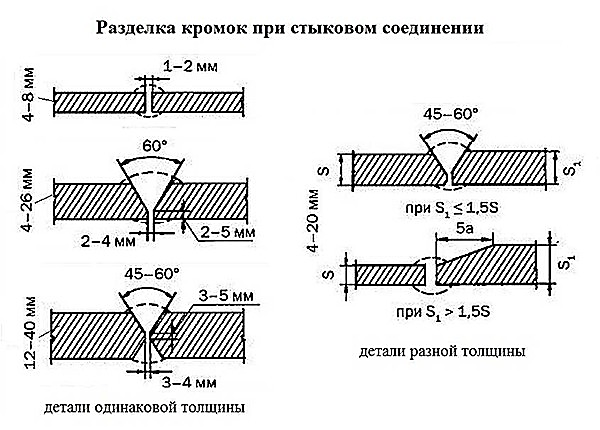 Разделка кромок при стыковом соединении
1–2 мм
4–8 мм
60°
4–26 мм
2–4 мм
2–5 мм
45–60°
3–5 мм
12–40 мм
3–4 мм
детали одинаковой толщины
45–60°
S
S₁
при S₁ ≤ 1,5S
4–20 мм
5a
S
S₁
при S₁ > 1,5S
детали разной толщины